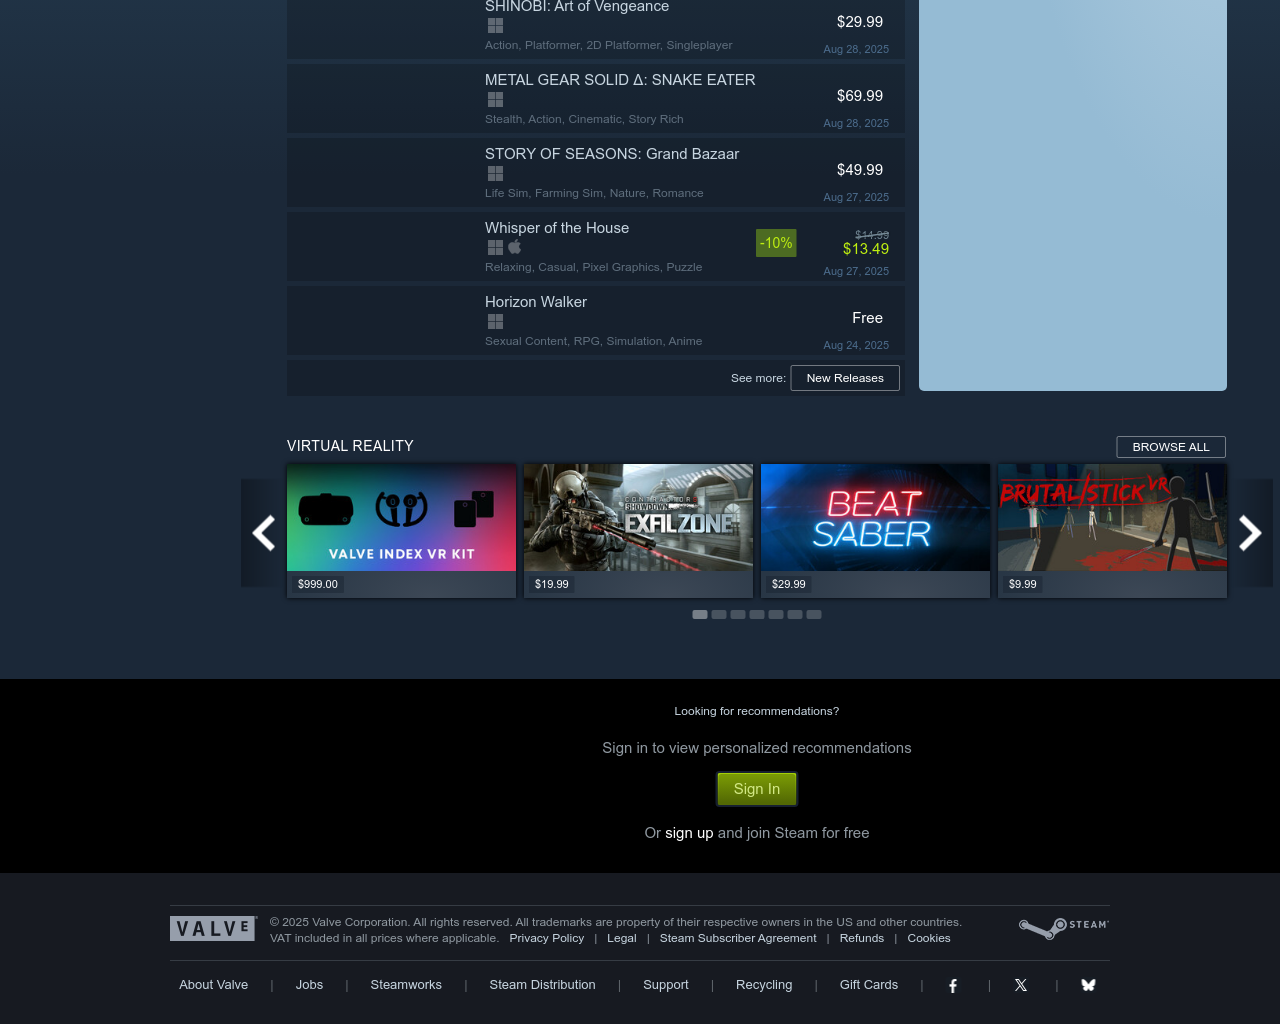 SHINOBI: Art of Vengeance
$29.99
Action, Platformer, 2D Platformer, Singleplayer
Aug 28, 2025
METAL GEAR SOLID Δ: SNAKE EATER
$69.99
Stealth, Action, Cinematic, Story Rich
Aug 28, 2025
STORY OF SEASONS: Grand Bazaar
$49.99
Life Sim, Farming Sim, Nature, Romance
Aug 27, 2025
Whisper of the House
-10%
$14.99
$13.49
Relaxing, Casual, Pixel Graphics, Puzzle
Aug 27, 2025
Horizon Walker
Free
Sexual Content, RPG, Simulation, Anime
Aug 24, 2025
See more: New Releases
VIRTUAL REALITY
BROWSE ALL
VALVE INDEX VR KIT
$999.00
CONTRACTORS
SHOWDOWN
EXFILZONE
$19.99
BEAT
SABER
$29.99
BRUTAL/STICK VR
$9.99
Looking for recommendations?
Sign in to view personalized recommendations
Sign In
Or sign up and join Steam for free
VALVE
© 2025 Valve Corporation. All rights reserved. All trademarks are property of their respective owners in the US and other countries.
VAT included in all prices where applicable. Privacy Policy | Legal | Steam Subscriber Agreement | Refunds | Cookies
STEAM
About Valve | Jobs | Steamworks | Steam Distribution | Support | Recycling | Gift Cards | | |